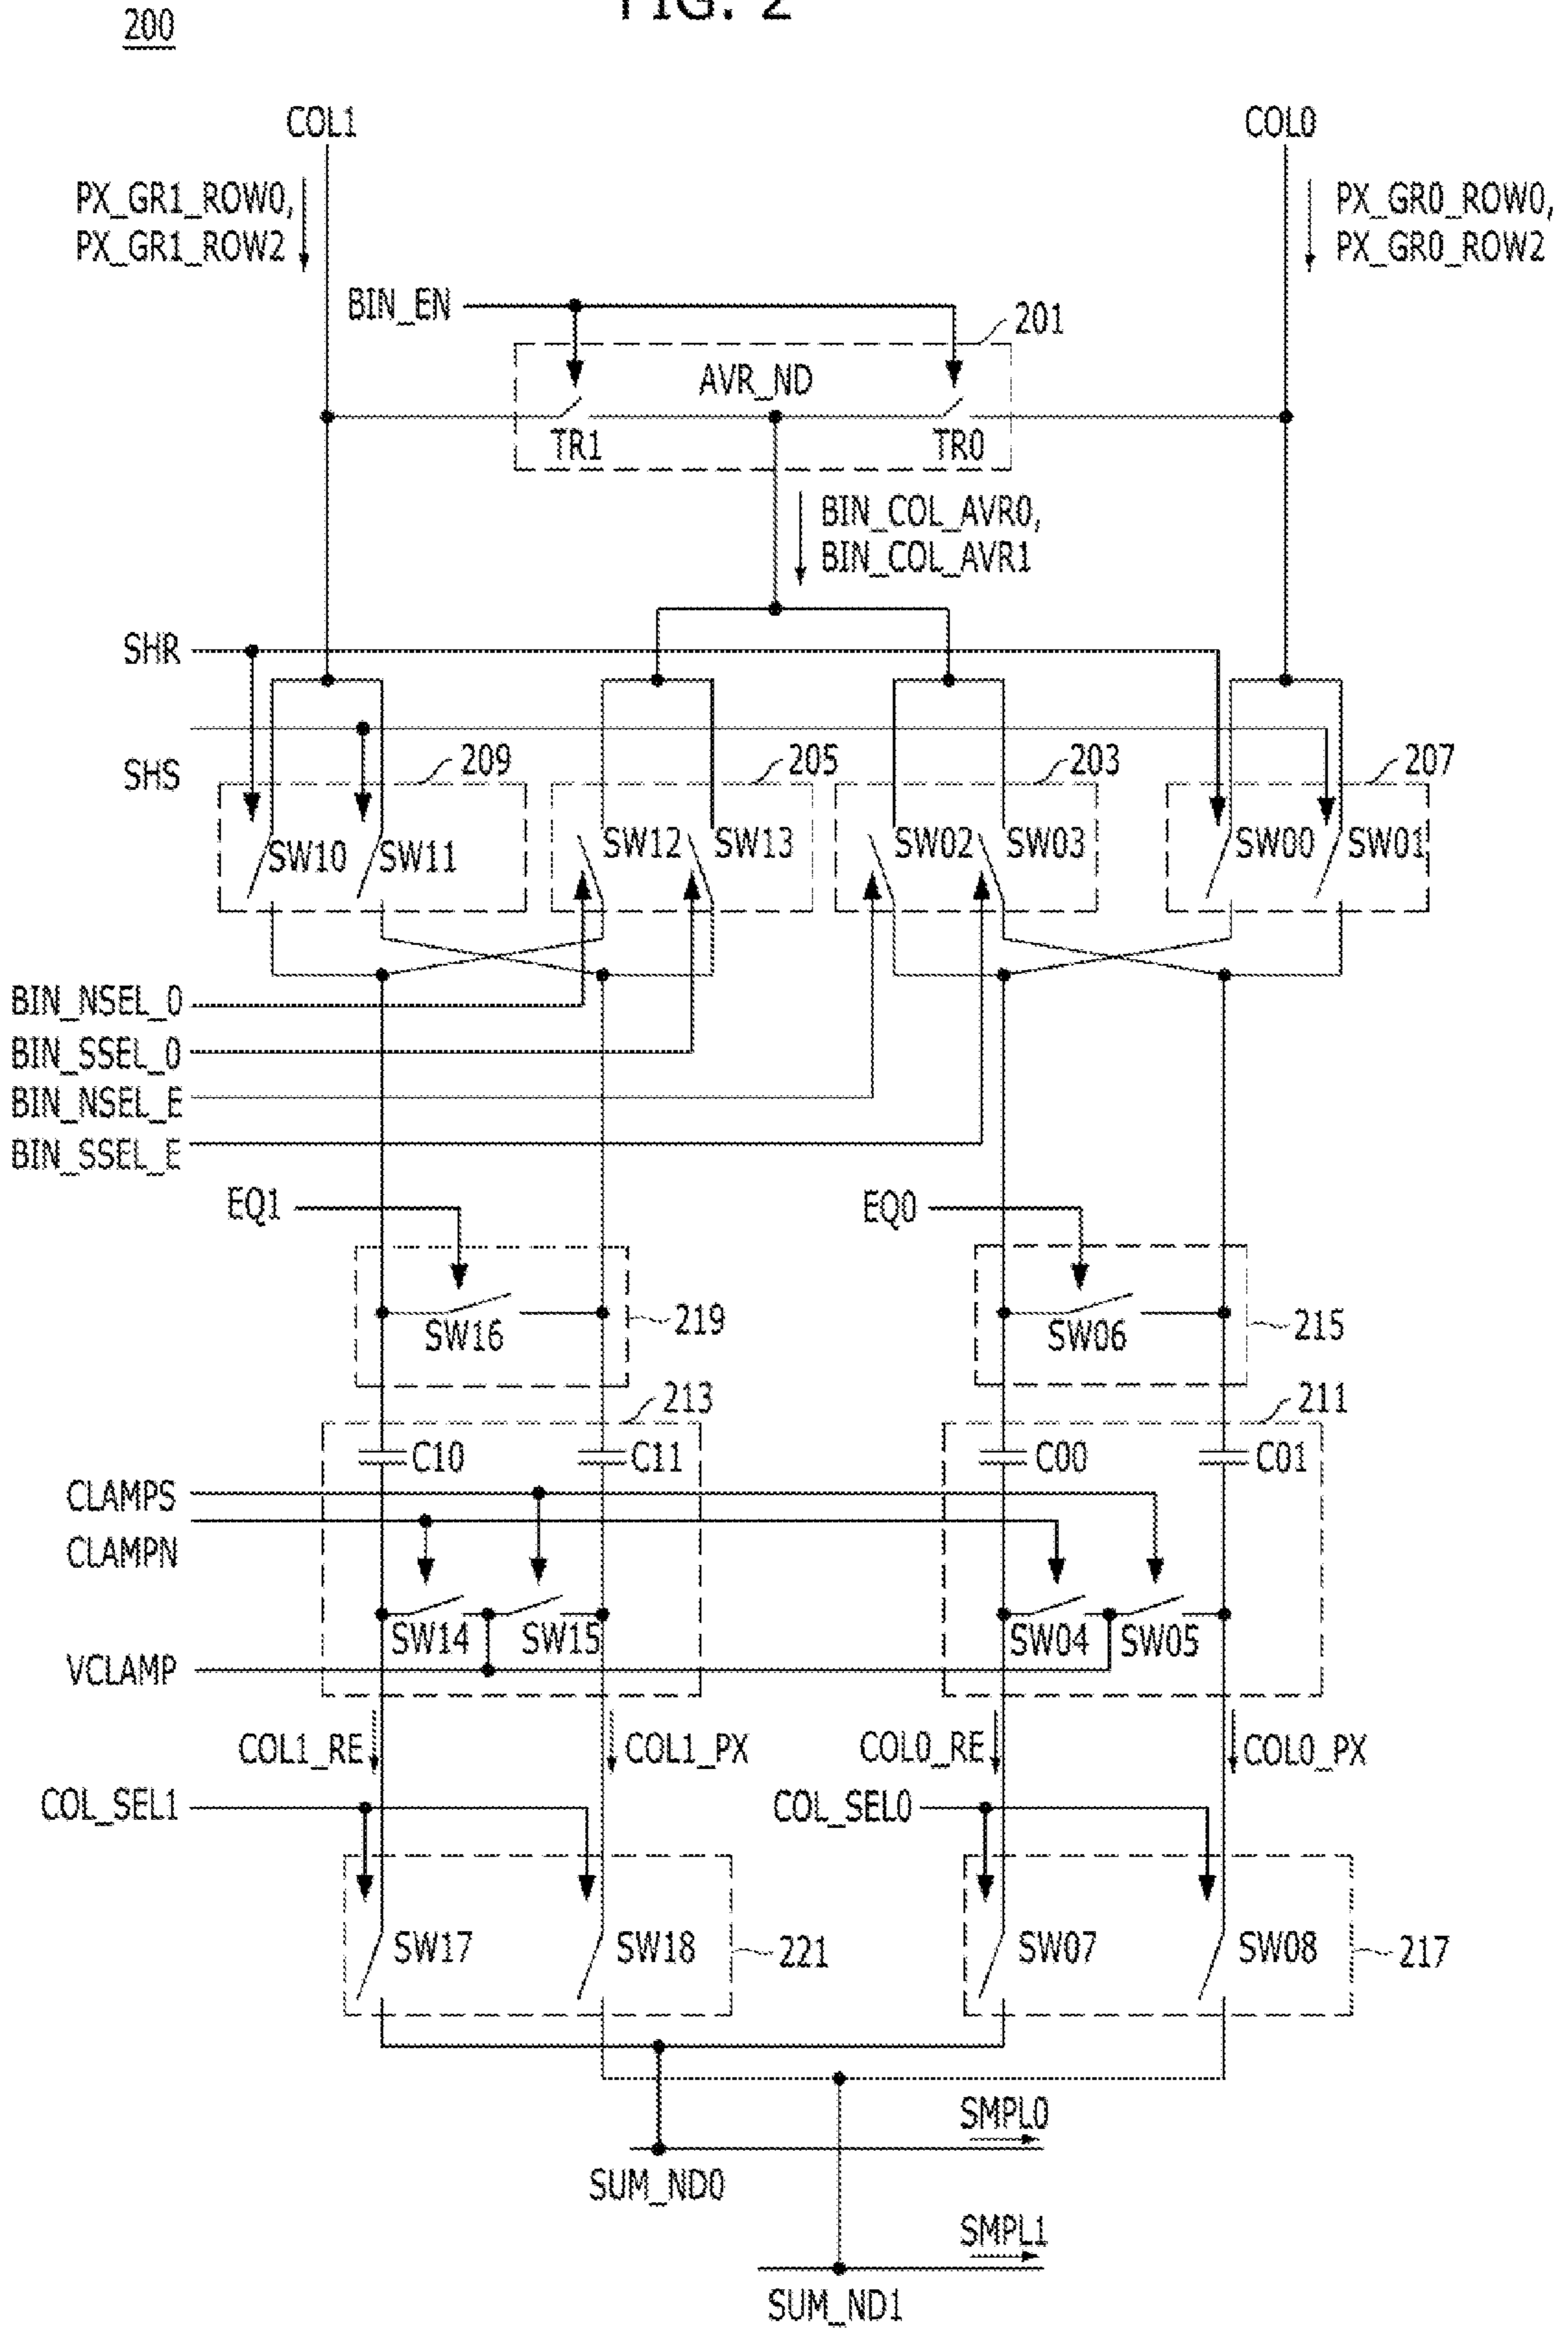 FIG. 2
200
COL1
COL0
PX_GR1_ROW0,
PX_GR1_ROW2
PX_GR0_ROW0,
PX_GR0_ROW2
BIN_EN
201
AVR_ND
TR1
TR0
BIN_COL_AVR0,
BIN_COL_AVR1
SHR
SHS
209
205
203
207
SW10
SW11
SW12
SW13
SW02
SW03
SW00
SW01
BIN_NSEL_O
BIN_SSEL_O
BIN_NSEL_E
BIN_SSEL_E
EQ1
EQ0
SW16
219
SW06
215
213
211
C10
C11
C00
C01
CLAMPS
CLAMPN
SW14
SW15
SW04
SW05
VCLAMP
COL1_RE
COL1_PX
COL0_RE
COL0_PX
COL_SEL1
COL_SEL0
SW17
SW18
221
SW07
SW08
217
SMPL0
SUM_ND0
SMPL1
SUM_ND1